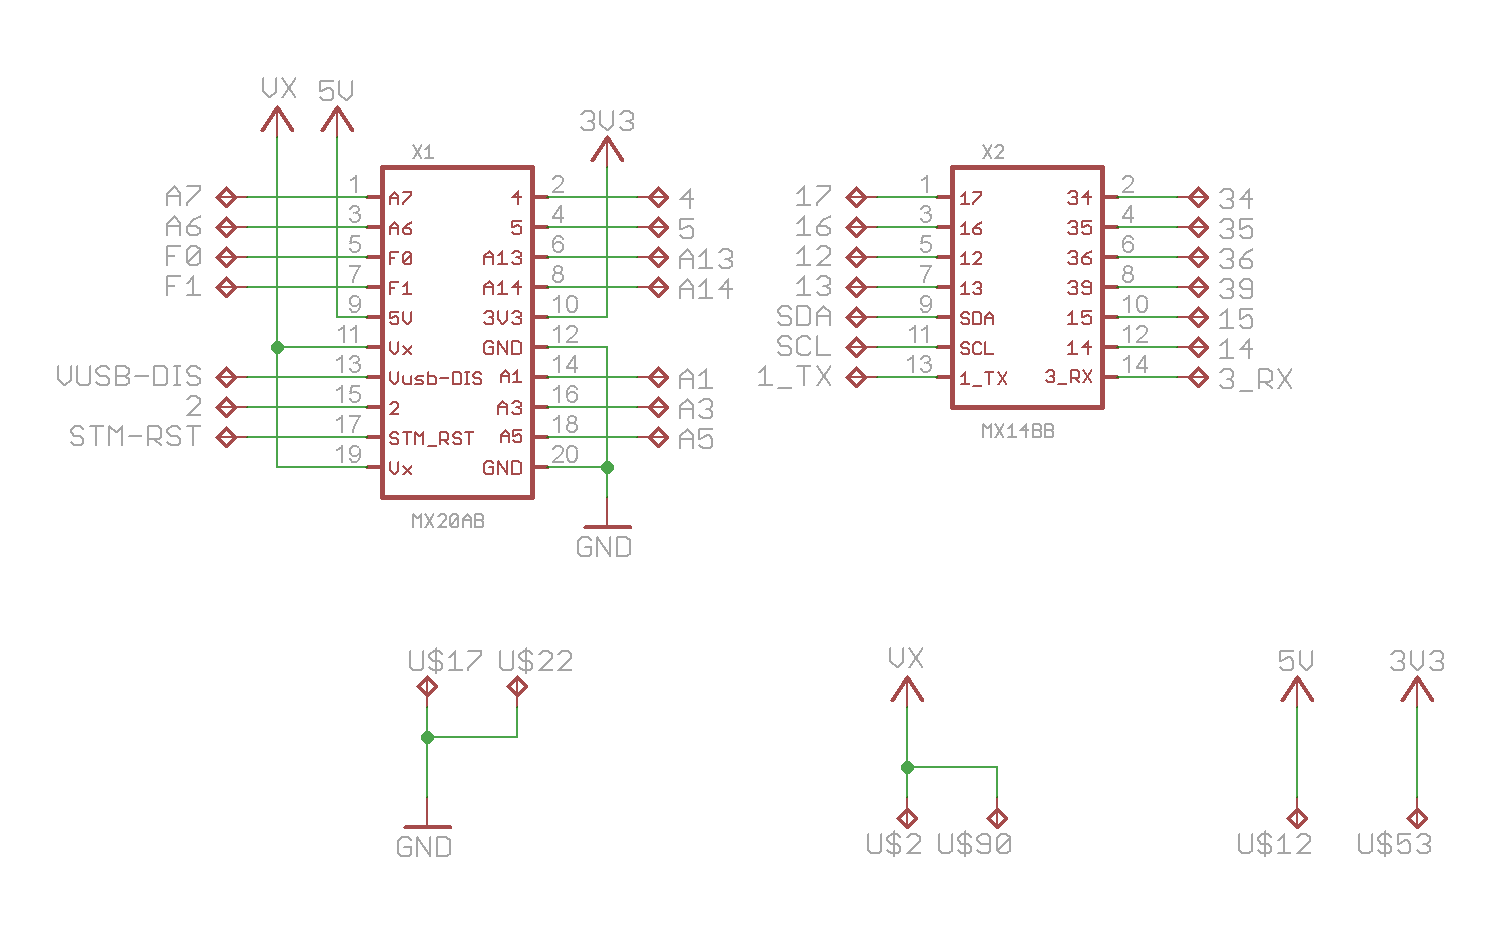 VX 5V
3V3
X1
A7 1 A7 4 2 4
A6 3 A6 5 4 5
F0 5 F0 A13 6 A13
F1 7 F1 A14 8 A14
9 5V 3V3 10
11 Vx GND 12
VUSB-DIS 13 Vusb-DIS A1 14 A1
2 15 2 A3 16 A3
STM-RST 17 STM_RST A5 18 A5
19 Vx GND 20
MX20AB
GND
X2
17 1 17 34 2 34
16 3 16 35 4 35
12 5 12 36 6 36
13 7 13 39 8 39
SDA 9 SDA 15 10 15
SCL 11 SCL 14 12 14
1_TX 13 1_TX 3_RX 14 3_RX
MX14BB
U$17 U$22
GND
VX
U$2 U$90
5V 3V3
U$12 U$53